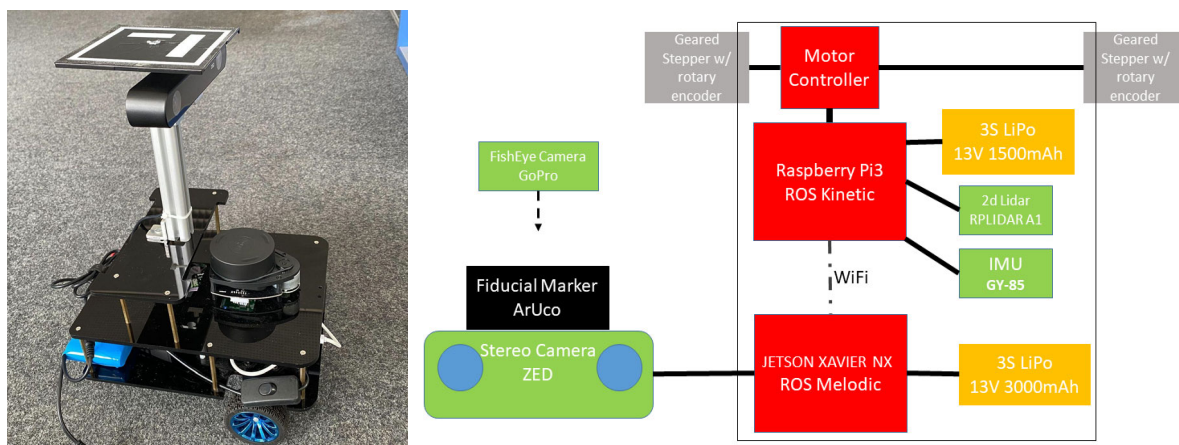 Geared
Stepper w/
rotary
encoder
Motor
Controller
Geared
Stepper w/
rotary
encoder
3S LiPo
13V 1500mAh
FishEye Camera
GoPro
Raspberry Pi3
ROS Kinetic
2d Lidar
RPLIDAR A1
IMU
GY-85
WiFi
Fiducial Marker
ArUco
Stereo Camera
ZED
JETSON XAVIER NX
ROS Melodic
3S LiPo
13V 3000mAh